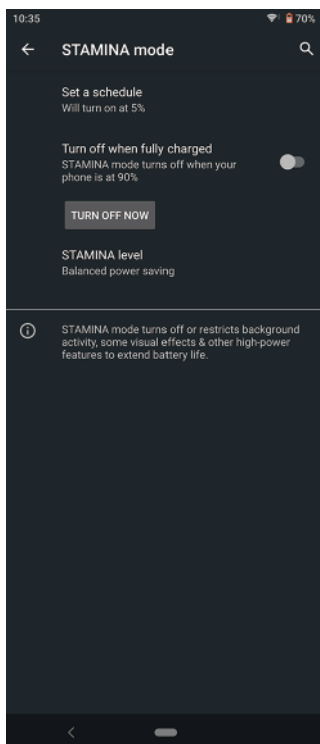 10:35 70%
STAMINA mode
Set a schedule
Will turn on at 5%
Turn off when fully charged
STAMINA mode turns off when your
phone is at 90%
TURN OFF NOW
STAMINA level
Balanced power saving
STAMINA mode turns off or restricts background
activity, some visual effects & other high-power
features to extend battery life.